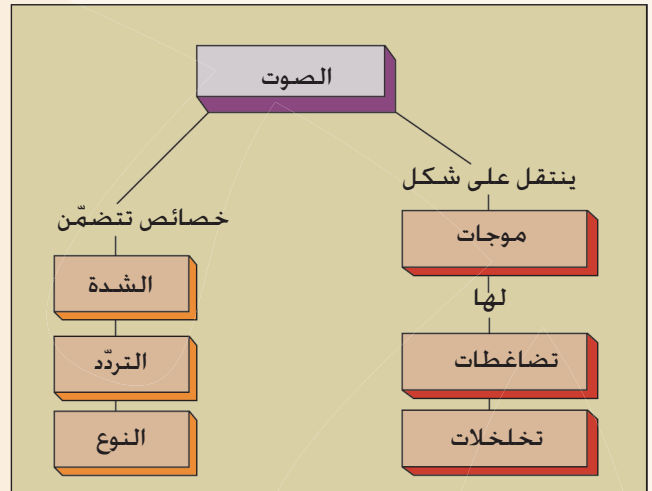 الصوت
ينتقل على شكل
موجات
لها
تضاغطات
تخلخلات
خصائص تتضمّن
الشدة
التردّد
النوع